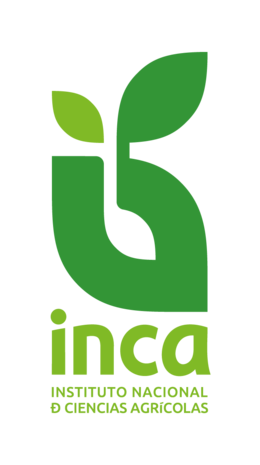 inca
INSTITUTO NACIONAL
Ð CIENCIAS AGRÍCOLAS